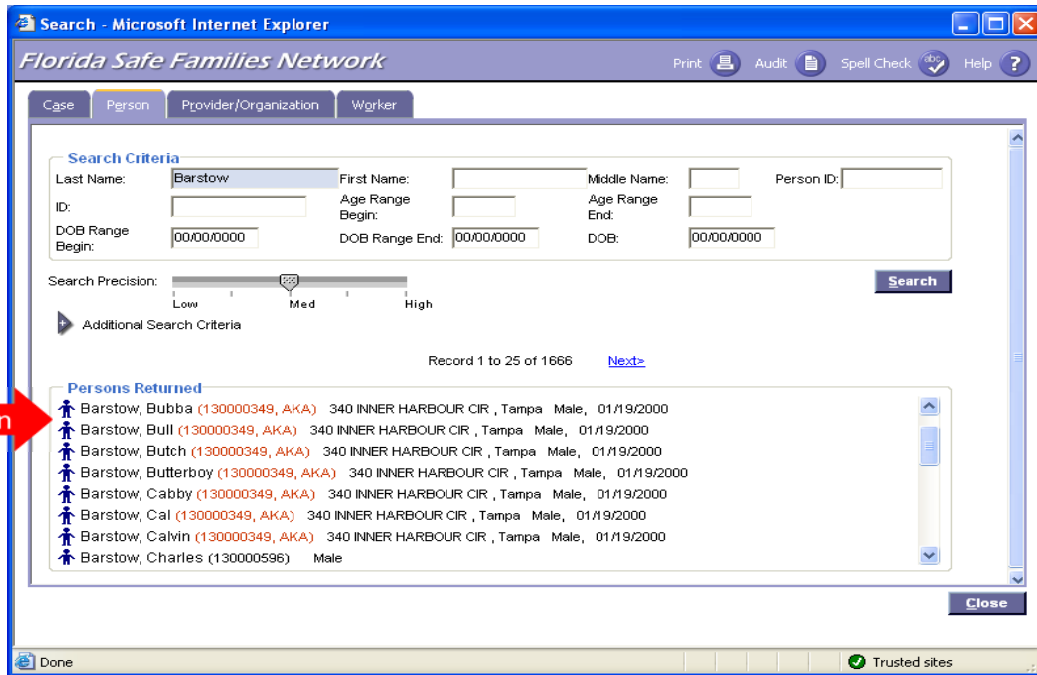 Search - Microsoft Internet Explorer
Florida Safe Families Network Print Audit abc Spell Check Help ?
Case Person Provider/Organization Worker
Search Criteria
Last Name: Barstow First Name: Middle Name: Person ID:
ID: Age Range Begin: Age Range End:
DOB Range Begin: 00/00/0000 DOB Range End: 00/00/0000 DOB: 00/00/0000
Search Precision: Search
Low Med High
Additional Search Criteria
Record 1 to 25 of 1666 Next>
Persons Returned
n
Barstow, Bubba (130000349, AKA) 340 INNER HARBOUR CIR , Tampa Male, 01/19/2000
Barstow, Bull (130000349, AKA) 340 INNER HARBOUR CIR , Tampa Male, 01/19/2000
Barstow, Butch (130000349, AKA) 340 INNER HARBOUR CIR , Tampa Male, 01/19/2000
Barstow, Butterboy (130000349, AKA) 340 INNER HARBOUR CIR , Tampa Male, 01/19/2000
Barstow, Cabby (130000349, AKA) 340 INNER HARBOUR CIR , Tampa Male, 01/19/2000
Barstow, Cal (130000349, AKA) 340 INNER HARBOUR CIR , Tampa Male, 01/19/2000
Barstow, Calvin (130000349, AKA) 340 INNER HARBOUR CIR , Tampa Male, 01/19/2000
Barstow, Charles (130000596) Male
Close
Done Trusted sites